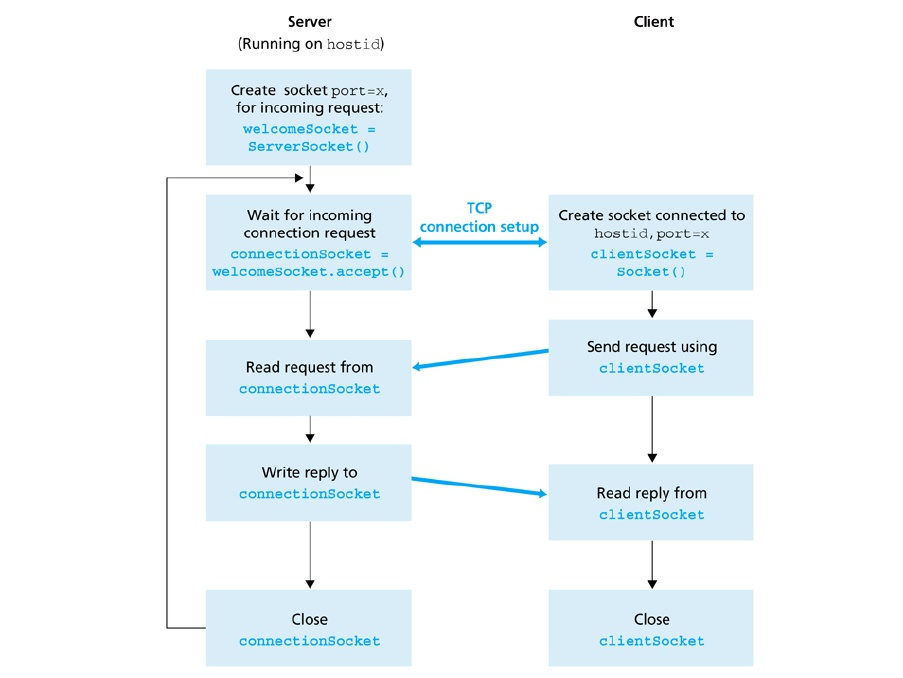 Server
(Running on hostid)
Client
Create socket port=x,
for incoming request:
welcomeSocket =
ServerSocket()
Wait for incoming
connection request
connectionSocket =
welcomeSocket.accept()
TCP
connection setup
Create socket connected to
hostid,port=x
clientSocket =
Socket()
Send request using
clientSocket
Read request from
connectionSocket
Write reply to
connectionSocket
Read reply from
clientSocket
Close
connectionSocket
Close
clientSocket